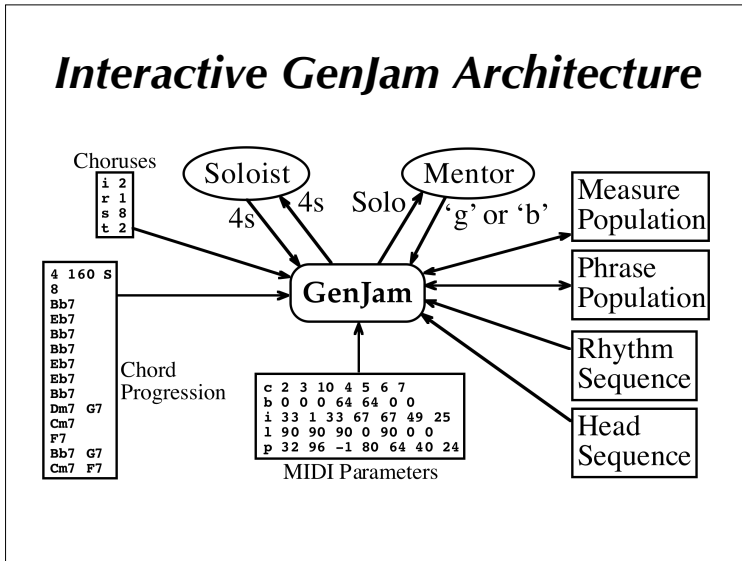 Interactive GenJam Architecture
Choruses
i 2
r 1
s 8
t 2
Soloist
4s
4s
Mentor
Solo
'g' or 'b'
Measure
Population
Phrase
Population
Rhythm
Sequence
Head
Sequence
GenJam
4 160 S
8
Bb7
Eb7
Bb7
Bb7
Eb7
Eb7
Bb7
Dm7 G7
Cm7
F7
Bb7 G7
Cm7 F7
Chord
Progression
c 2 3 10 4 5 6 7
b 0 0 0 64 64 0 0
i 33 1 33 67 67 49 25
l 90 90 90 0 90 0 0
p 32 96 -1 80 64 40 24
MIDI Parameters